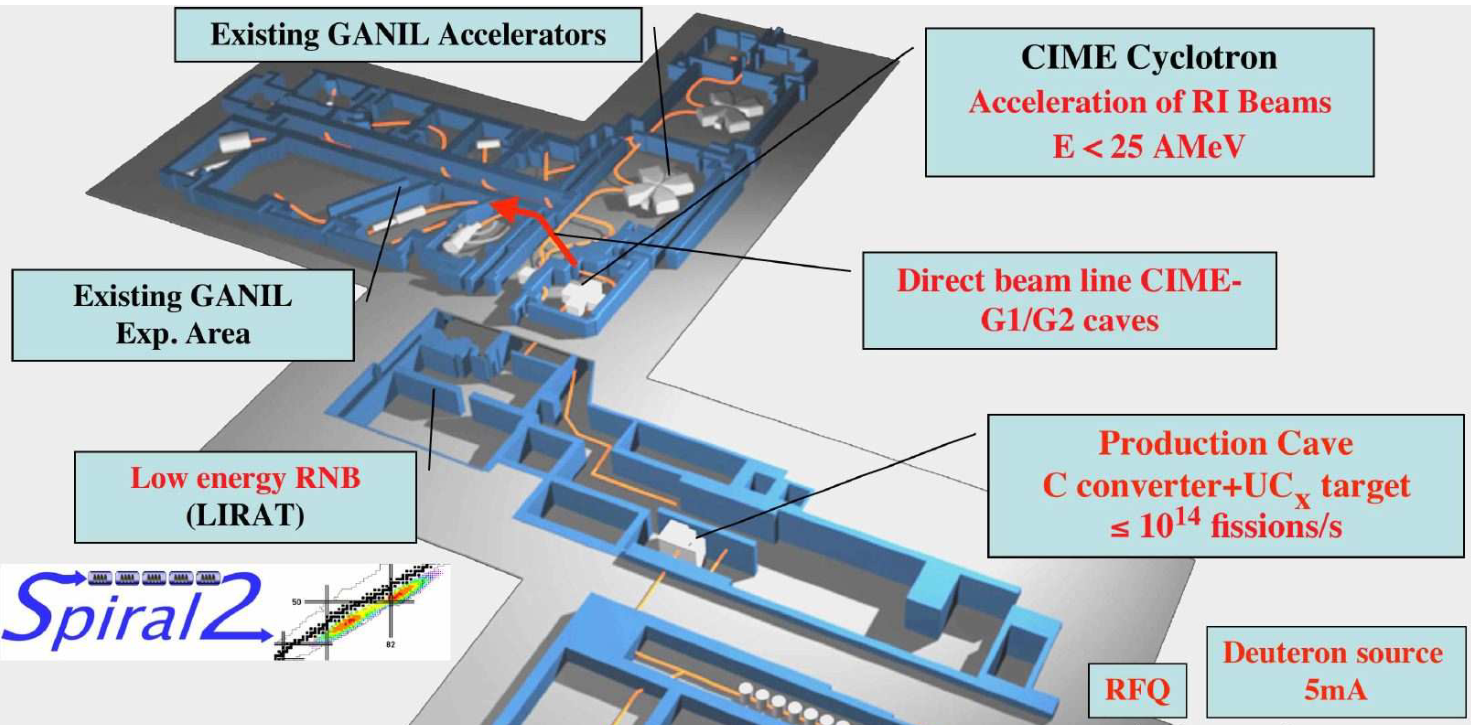 Existing GANIL Accelerators
CIME Cyclotron
Acceleration of RI Beams
E < 25 AMeV
Existing GANIL
Exp. Area
Direct beam line CIME-
G1/G2 caves
Low energy RNB
(LIRAT)
Production Cave
C converter+UCx target
≤ 10¹⁴ fissions/s
Spiral2
50
82
RFQ
Deuteron source
5mA